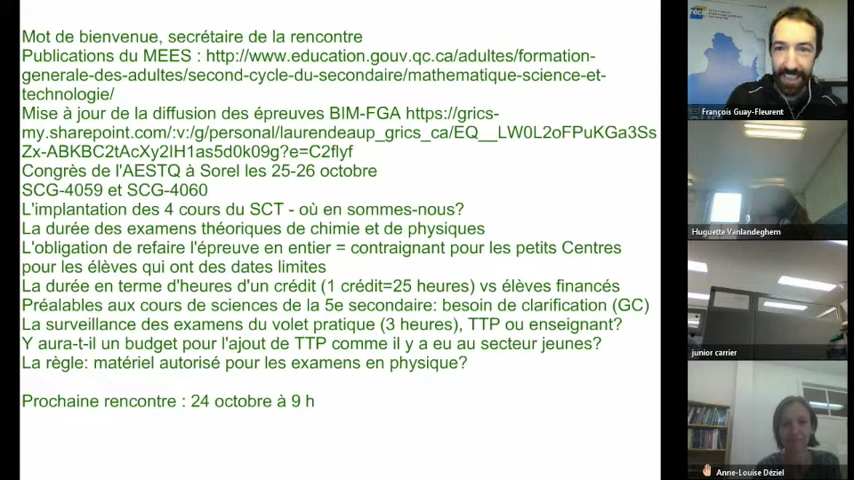 Mot de bienvenue, secrétaire de la rencontre
Publications du MEES : http://www.education.gouv.qc.ca/adultes/formation-
generale-des-adultes/second-cycle-du-secondaire/mathematique-science-et-
technologie/
Mise à jour de la diffusion des épreuves BIM-FGA https://grics-
my.sharepoint.com/:v:/g/personal/laurendeaup_grics_ca/EQ__LW0L2oFPuKGa3Ss
Zx-ABKBC2tAcXy2IH1as5d0k09g?e=C2flyf
Congrès de l'AESTQ à Sorel les 25-26 octobre
SCG-4059 et SCG-4060
L'implantation des 4 cours du SCT - où en sommes-nous?
La durée des examens théoriques de chimie et de physiques
L'obligation de refaire l'épreuve en entier = contraignant pour les petits Centres
pour les élèves qui ont des dates limites
La durée en terme d'heures d'un crédit (1 crédit=25 heures) vs élèves financés
Préalables aux cours de sciences de la 5e secondaire: besoin de clarification (GC)
La surveillance des examens du volet pratique (3 heures), TTP ou enseignant?
Y aura-t-il un budget pour l'ajout de TTP comme il y a eu au secteur jeunes?
La règle: matériel autorisé pour les examens en physique?
Prochaine rencontre : 24 octobre à 9 h
François Guay-Fleurent
Huguette Vanlandeghem
junior carrier
Anne-Louise Déziel